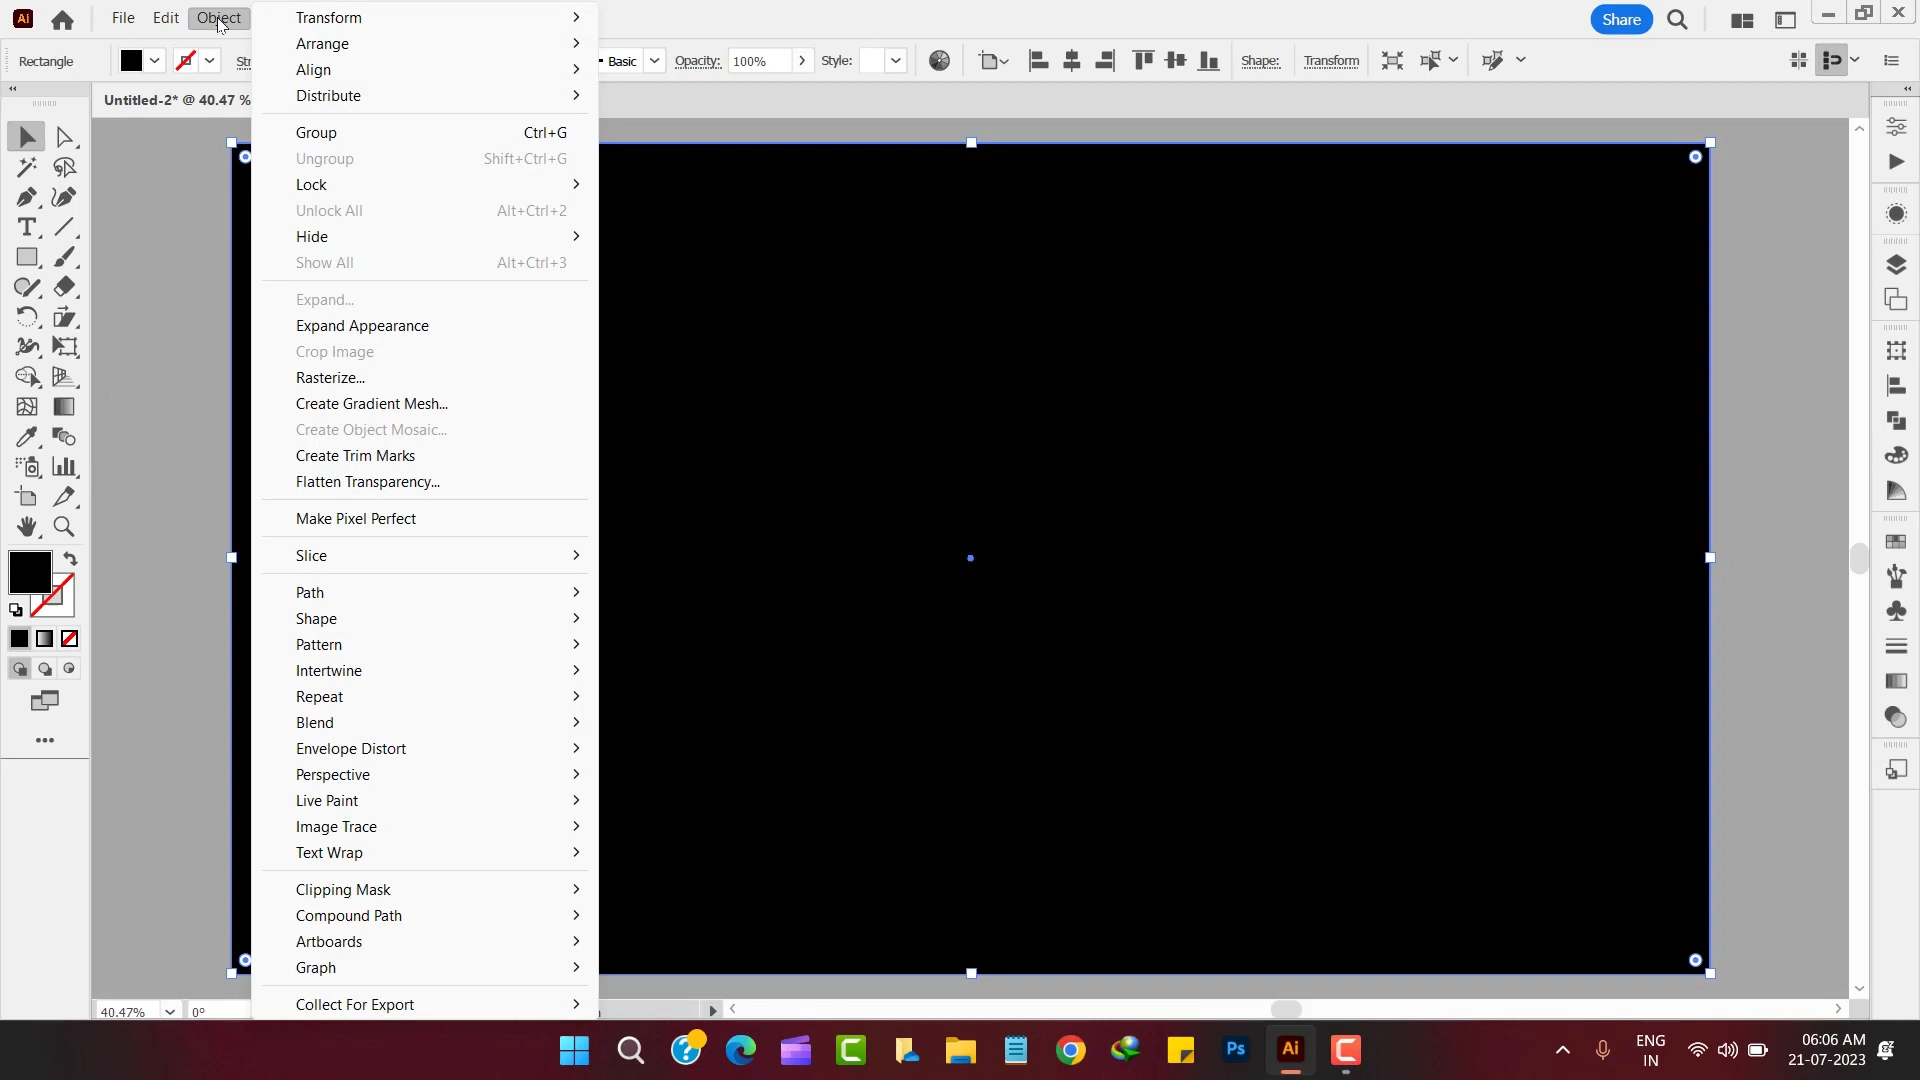 Ai
File
Edit
Object
Share
Rectangle
Str
Basic
Opacity:
100%
Style:
Shape:
Transform
Untitled-2* @ 40.47 %
Transform
Arrange
Align
Distribute
Group Ctrl+G
Ungroup Shift+Ctrl+G
Lock
Unlock All Alt+Ctrl+2
Hide
Show All Alt+Ctrl+3
Expand...
Expand Appearance
Crop Image
Rasterize...
Create Gradient Mesh...
Create Object Mosaic...
Create Trim Marks
Flatten Transparency...
Make Pixel Perfect
Slice
Path
Shape
Pattern
Intertwine
Repeat
Blend
Envelope Distort
Perspective
Live Paint
Image Trace
Text Wrap
Clipping Mask
Compound Path
Artboards
Graph
Collect For Export
40.47%
0°
Ps
Ai
ENG
IN
06:06 AM
21-07-2023